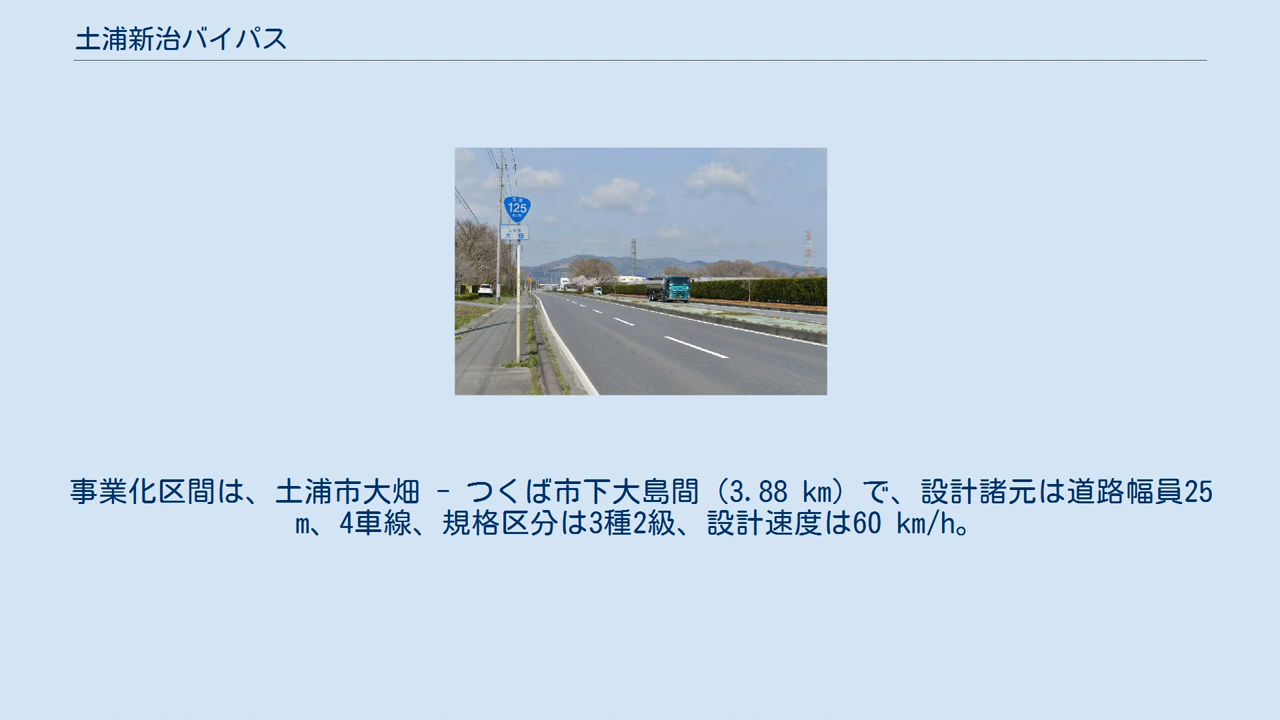 土浦新治バイパス
125
事業化区間は、土浦市大畑 - つくば市下大島間（3.88 km）で、設計諸元は道路幅員25
m、4車線、規格区分は3種2級、設計速度は60 km/h。